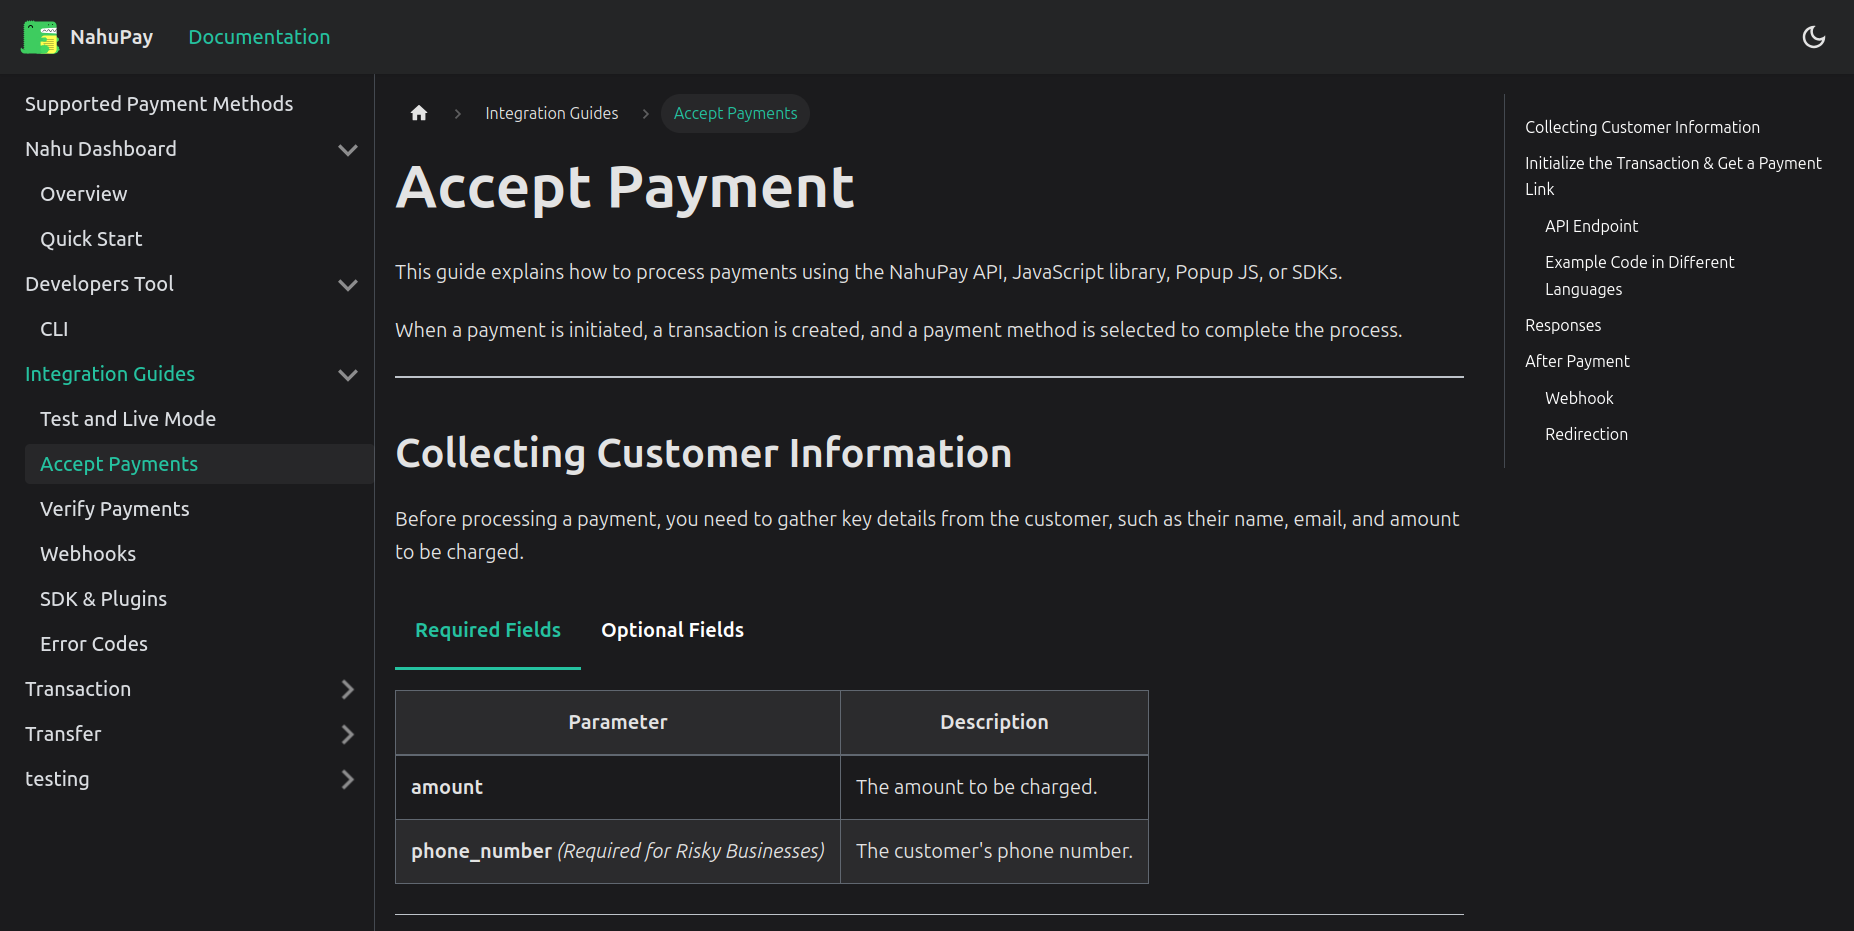 NahuPay
Documentation
Supported Payment Methods
Nahu Dashboard
Overview
Quick Start
Developers Tool
CLI
Integration Guides
Test and Live Mode
Accept Payments
Verify Payments
Webhooks
SDK & Plugins
Error Codes
Transaction
Transfer
testing
Integration Guides
Accept Payments
Accept Payment
This guide explains how to process payments using the NahuPay API, JavaScript library, Popup JS, or SDKs.
When a payment is initiated, a transaction is created, and a payment method is selected to complete the process.
Collecting Customer Information
Before processing a payment, you need to gather key details from the customer, such as their name, email, and amount
to be charged.
Required Fields
Optional Fields
Parameter
Description
amount
The amount to be charged.
phone_number (Required for Risky Businesses)
The customer's phone number.
Collecting Customer Information
Initialize the Transaction & Get a Payment
Link
API Endpoint
Example Code in Different
Languages
Responses
After Payment
Webhook
Redirection